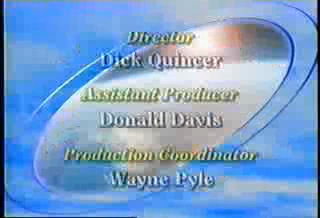 Director
Dick Quincer
Assistant Producer
Donald Davis
Production Coordinator
Wayne Pyle